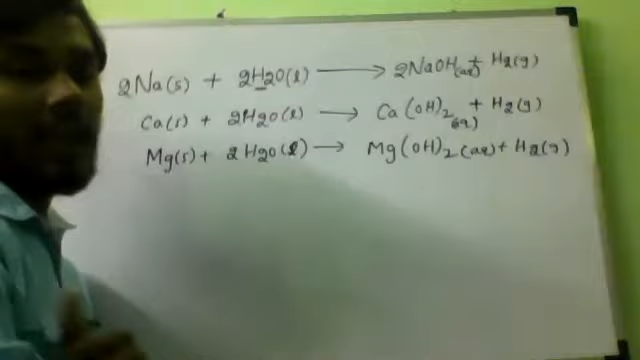 2Na(s) + 2H2O(l) → 2NaOH(aq) + H2(g)
Ca(s) + 2H2O(l) → Ca(OH)2(aq) + H2(g)
Mg(s) + 2H2O(l) → Mg(OH)2(aq) + H2(g)